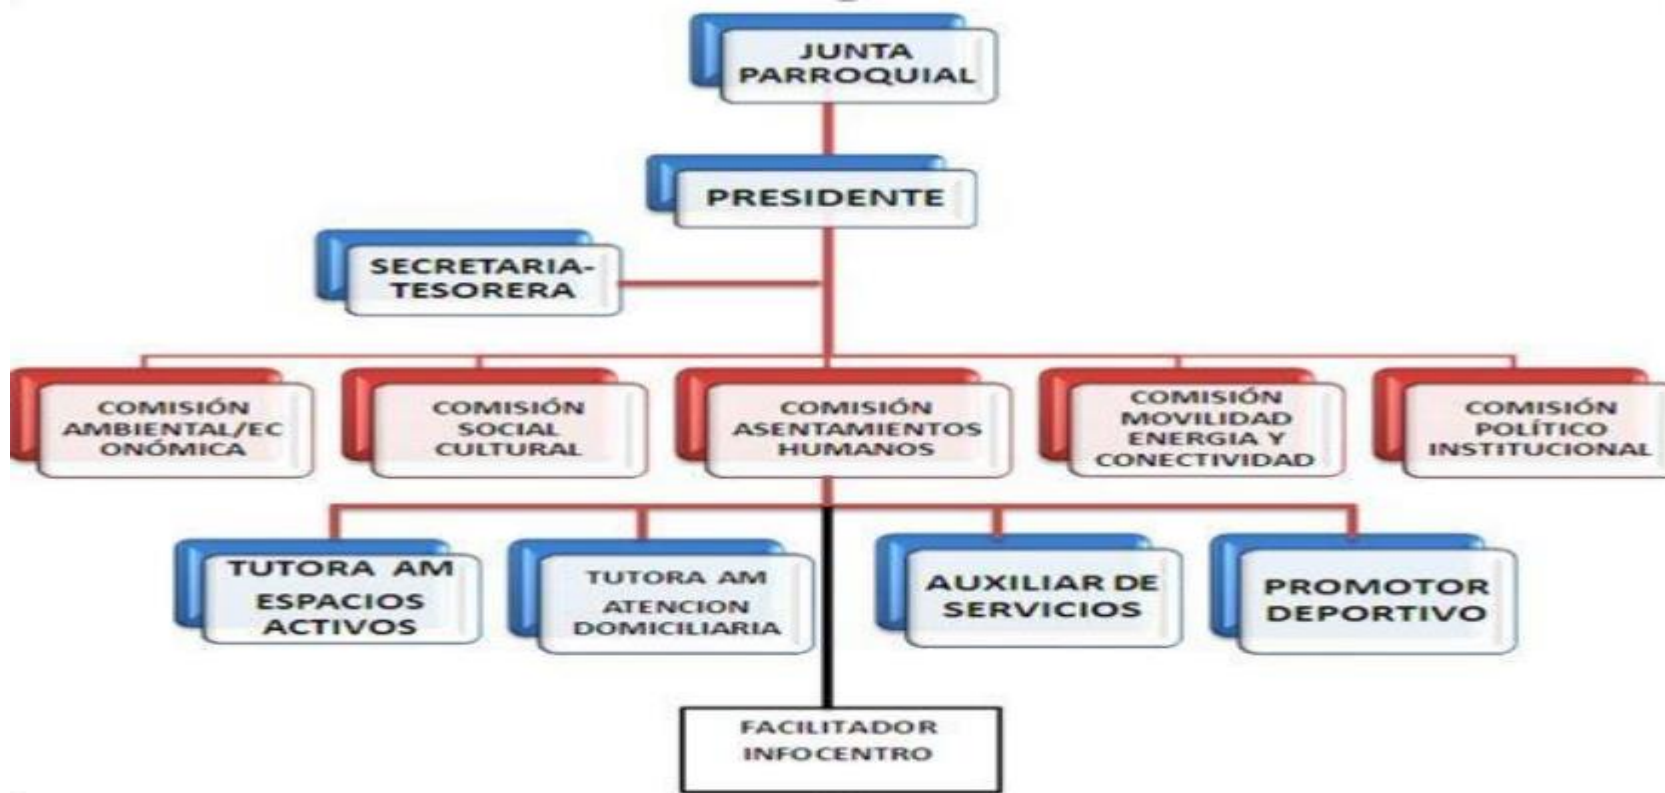 JUNTA
PARROQUIAL
PRESIDENTE
SECRETARIA-
TESORERA
COMISIÓN
AMBIENTAL/EC
ONÓMICA
COMISIÓN
SOCIAL
CULTURAL
COMISIÓN
ASENTAMIENTOS
HUMANOS
COMISIÓN
MOVILIDAD
ENERGIA Y
CONECTIVIDAD
COMISIÓN
POLÍTICO
INSTITUCIONAL
TUTORA AM
ESPACIOS
ACTIVOS
TUTORA AM
ATENCION
DOMICILIARIA
AUXILIAR DE
SERVICIOS
PROMOTOR
DEPORTIVO
FACILITADOR
INFOCENTRO